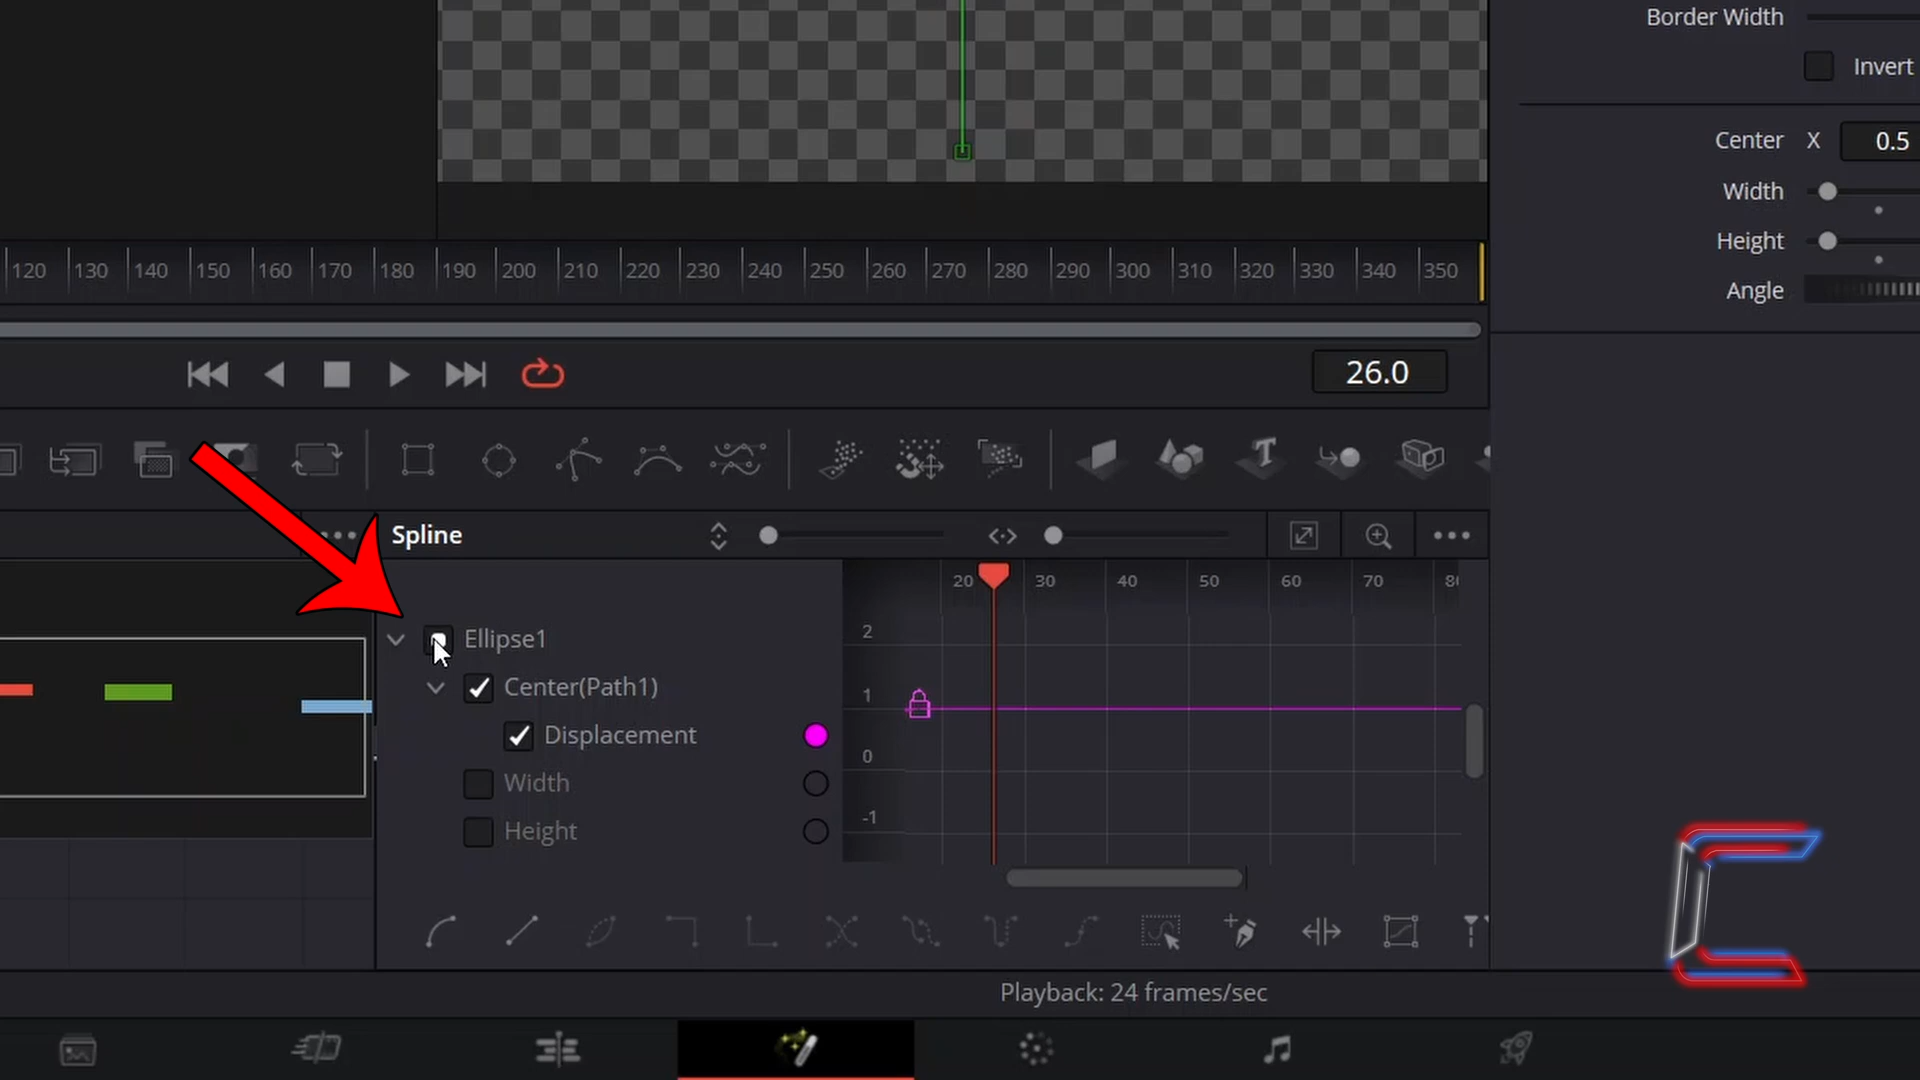 Border Width
Invert
Center X 0.5
Width
Height
Angle
120 130 140 150 160 170 180 190 200 210 220 230 240 250 260 270 280 290 300 310 320 330 340 350
26.0
Spline
20 30 40 50 60 70 80
Ellipse1
Center(Path1)
Displacement
Width
Height
2
1
0
-1
Playback: 24 frames/sec